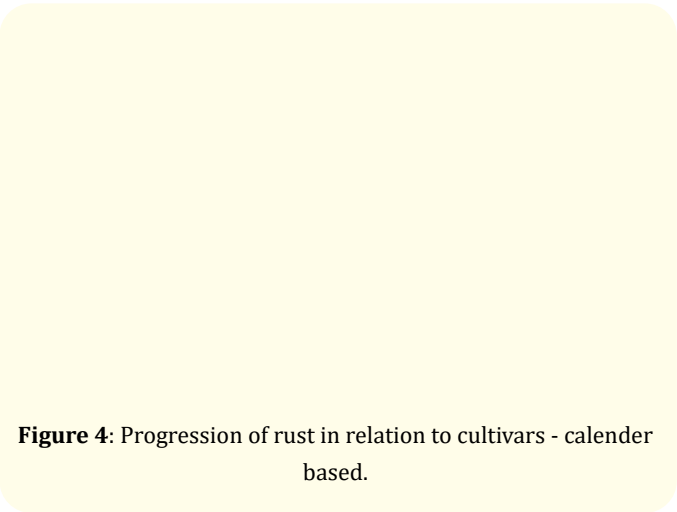 Figure 4: Progression of rust in relation to cultivars - calender
based.